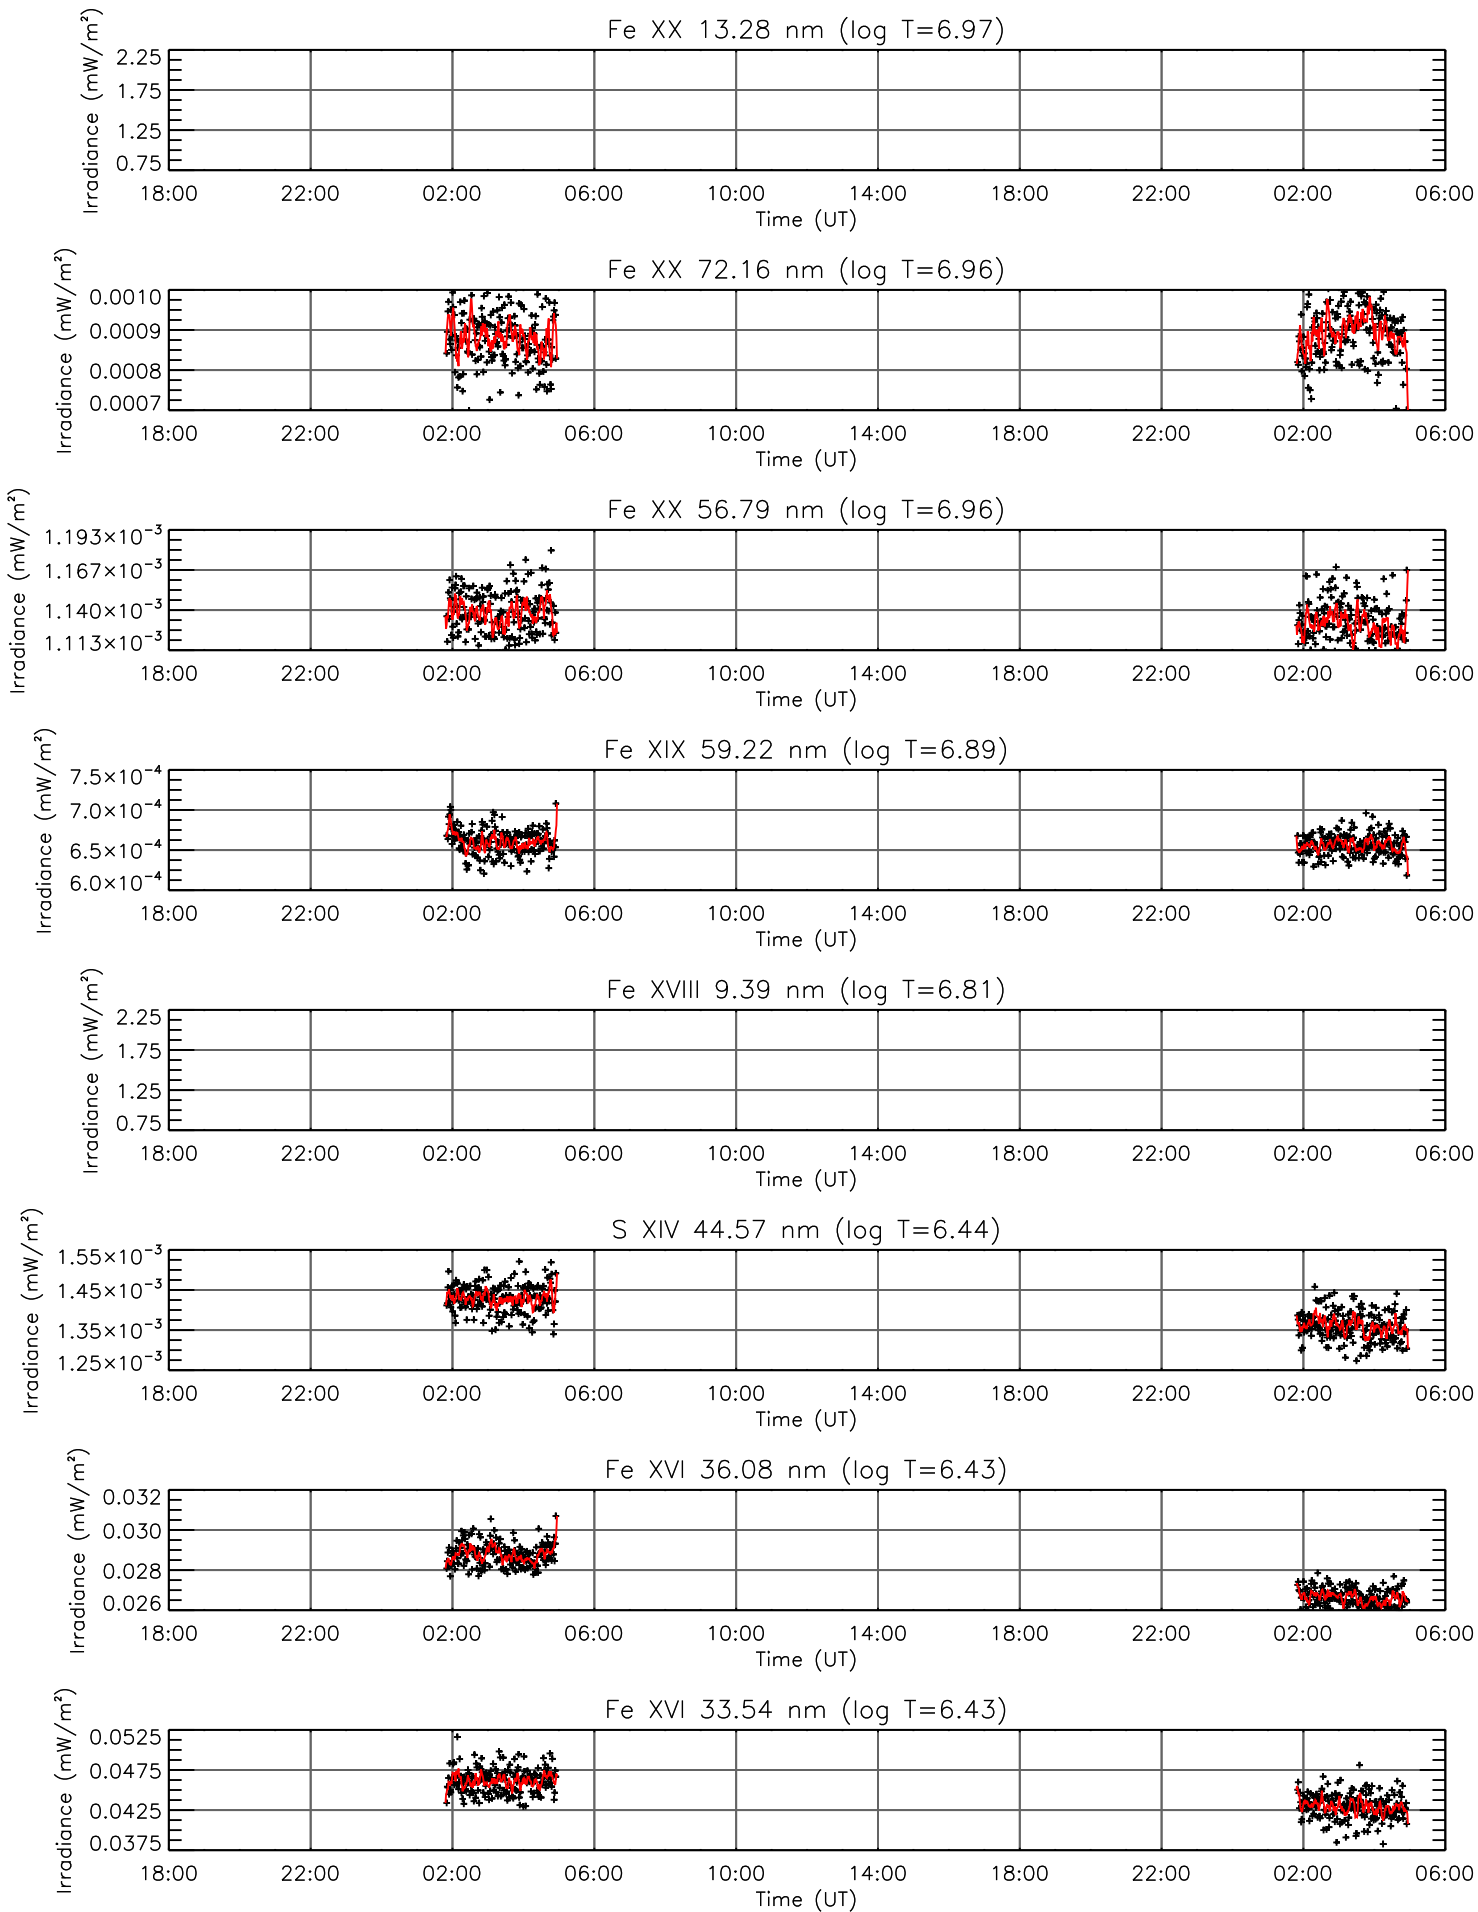 Fe XX 13.28 nm (log T=6.97)
Irradiance (mW/m²)
2.25
1.75
1.25
0.75
18:00 22:00 02:00 06:00 10:00 14:00 18:00 22:00 02:00 06:00
Time (UT)
Fe XX 72.16 nm (log T=6.96)
Irradiance (mW/m²)
0.0010
0.0009
0.0008
0.0007
18:00 22:00 02:00 06:00 10:00 14:00 18:00 22:00 02:00 06:00
Time (UT)
Fe XX 56.79 nm (log T=6.96)
Irradiance (mW/m²)
1.193×10⁻³
1.167×10⁻³
1.140×10⁻³
1.113×10⁻³
18:00 22:00 02:00 06:00 10:00 14:00 18:00 22:00 02:00 06:00
Time (UT)
Fe XIX 59.22 nm (log T=6.89)
Irradiance (mW/m²)
7.5×10⁻⁴
7.0×10⁻⁴
6.5×10⁻⁴
6.0×10⁻⁴
18:00 22:00 02:00 06:00 10:00 14:00 18:00 22:00 02:00 06:00
Time (UT)
Fe XVIII 9.39 nm (log T=6.81)
Irradiance (mW/m²)
2.25
1.75
1.25
0.75
18:00 22:00 02:00 06:00 10:00 14:00 18:00 22:00 02:00 06:00
Time (UT)
S XIV 44.57 nm (log T=6.44)
Irradiance (mW/m²)
1.55×10⁻³
1.45×10⁻³
1.35×10⁻³
1.25×10⁻³
18:00 22:00 02:00 06:00 10:00 14:00 18:00 22:00 02:00 06:00
Time (UT)
Fe XVI 36.08 nm (log T=6.43)
Irradiance (mW/m²)
0.032
0.030
0.028
0.026
18:00 22:00 02:00 06:00 10:00 14:00 18:00 22:00 02:00 06:00
Time (UT)
Fe XVI 33.54 nm (log T=6.43)
Irradiance (mW/m²)
0.0525
0.0475
0.0425
0.0375
18:00 22:00 02:00 06:00 10:00 14:00 18:00 22:00 02:00 06:00
Time (UT)